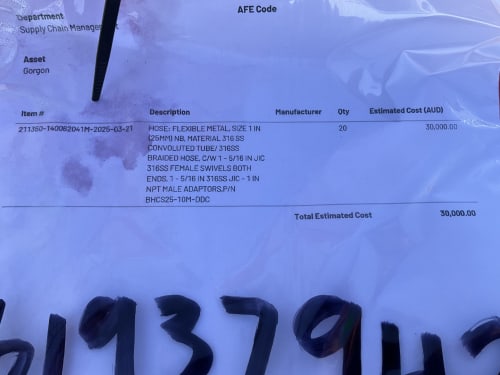 AFE Code
Department
Supply Chain Management
Asset
Gorgon
Item # Description Manufacturer Qty Estimated Cost (AUD)
211350-140082041M-2025-03-21 HOSE: FLEXIBLE METAL, SIZE 1 IN 20 30,000.00
(25MM) NB, MATERIAL 316 SS
CONVOLUTED TUBE/ 316SS
BRAIDED HOSE, C/W 1 - 5/16 IN JIC
316SS FEMALE SWIVELS BOTH
ENDS. 1 - 5/16 IN 316SS JIC - 1 IN
NPT MALE ADAPTORS,P/N
BHCS25-10M-DDC
Total Estimated Cost 30,000.00
61937942